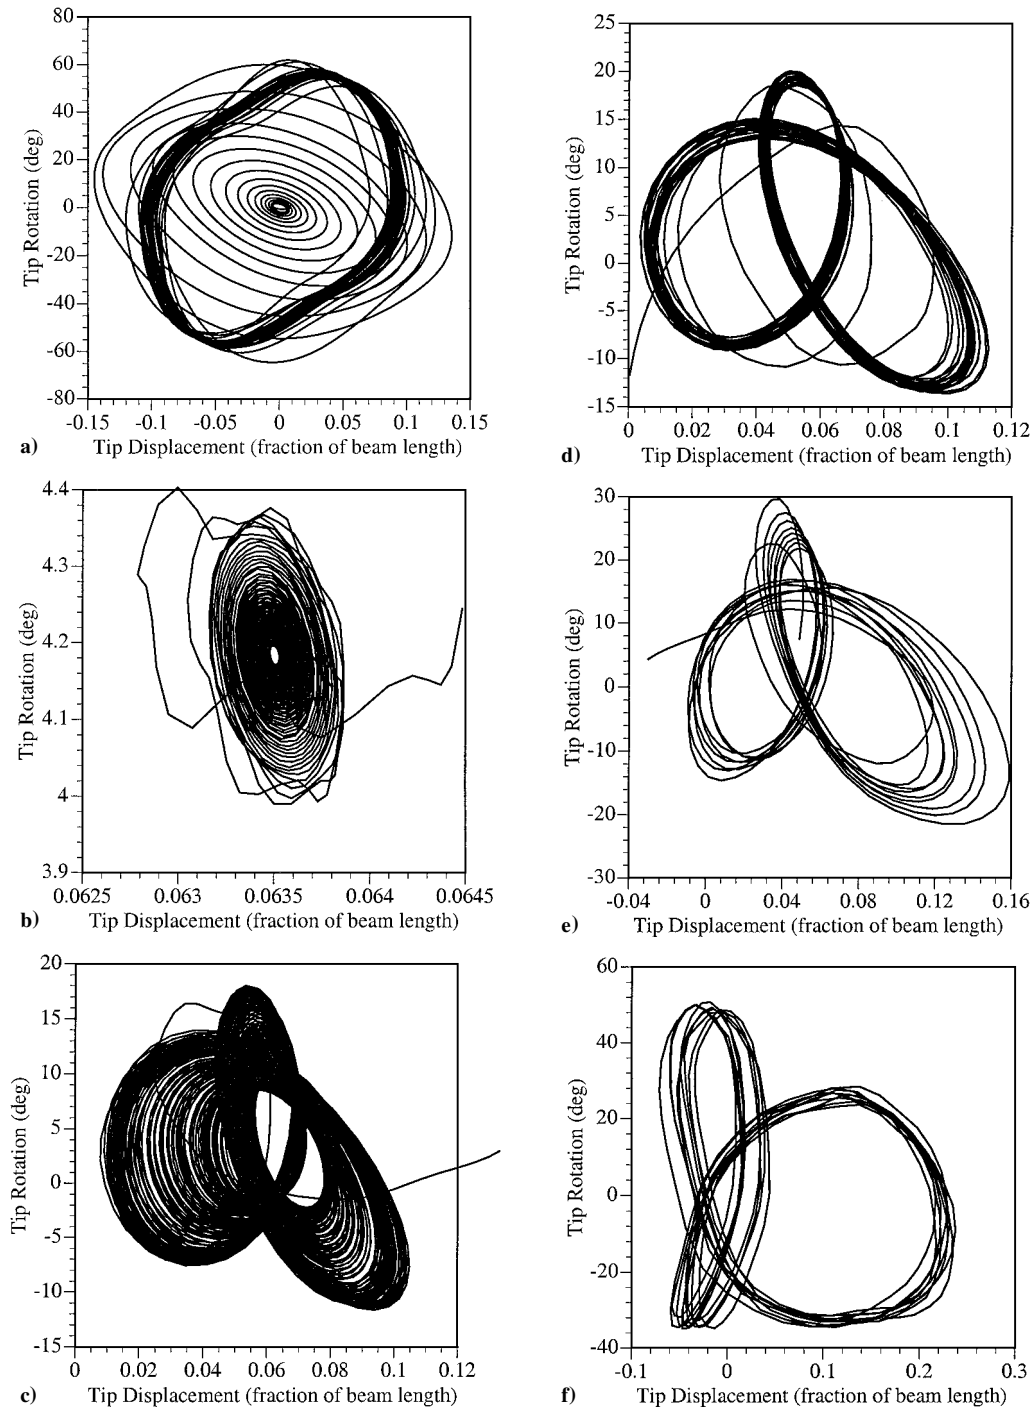 80
60
40
20
0
-20
-40
-60
-80
Tip Rotation (deg)
-0.15 -0.1 -0.05 0 0.05 0.1 0.15
a) Tip Displacement (fraction of beam length)
4.4
4.3
4.2
4.1
4
3.9
Tip Rotation (deg)
0.0625 0.063 0.0635 0.064 0.0645
b) Tip Displacement (fraction of beam length)
20
15
10
5
0
-5
-10
-15
Tip Rotation (deg)
0 0.02 0.04 0.06 0.08 0.1 0.12
c) Tip Displacement (fraction of beam length)
25
20
15
10
5
0
-5
-10
-15
Tip Rotation (deg)
0 0.02 0.04 0.06 0.08 0.1 0.12
d) Tip Displacement (fraction of beam length)
30
20
10
0
-10
-20
-30
Tip Rotation (deg)
-0.04 0 0.04 0.08 0.12 0.16
e) Tip Displacement (fraction of beam length)
60
40
20
0
-20
-40
Tip Rotation (deg)
-0.1 0 0.1 0.2 0.3
f) Tip Displacement (fraction of beam length)